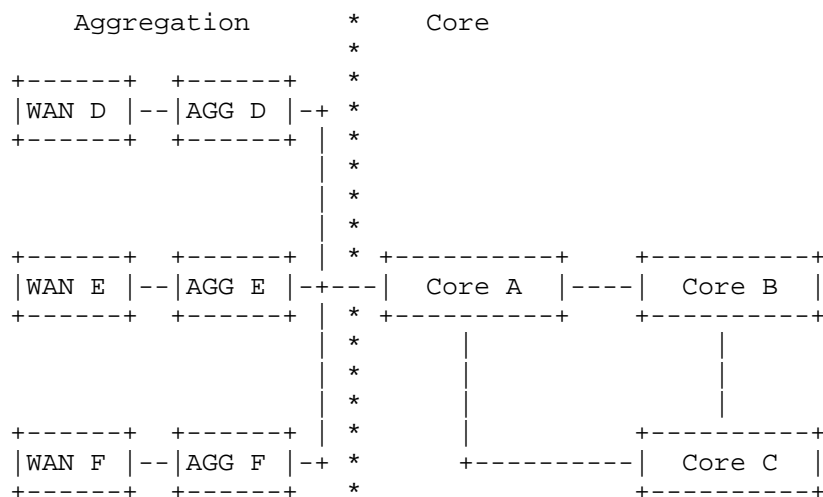 Aggregation * Core
*
+------+ +------+ *
|WAN D |--|AGG D |-+ *
+------+ +------+ | *
| *
| *
| *
+------+ +------+ | * +----------+ +----------+
|WAN E |--|AGG E |-+---| Core A |----| Core B |
+------+ +------+ | * +----------+ +----------+
| * | |
| * | |
| * | |
+------+ +------+ | * | +----------+
|WAN F |--|AGG F |-+ * +----------| Core C |
+------+ +------+ * +----------+